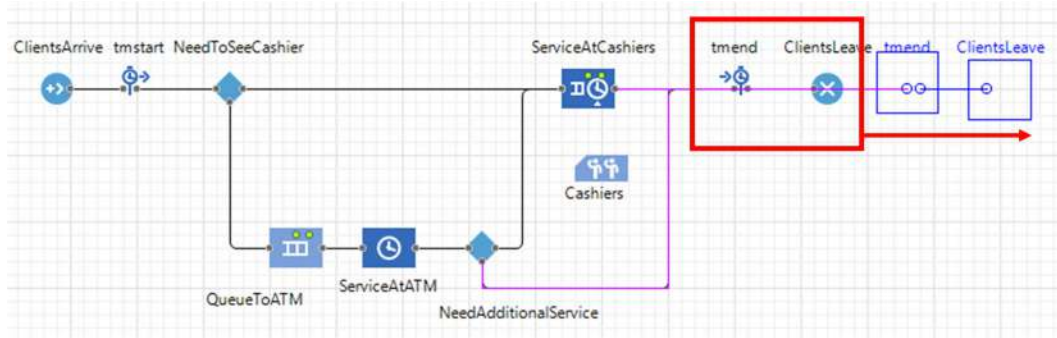 ClientsArrive tmstart NeedToSeeCashier ServiceAtCashiers tmend ClientsLeave tmend ClientsLeave
Cashiers
QueueToATM ServiceAtATM NeedAdditionalService